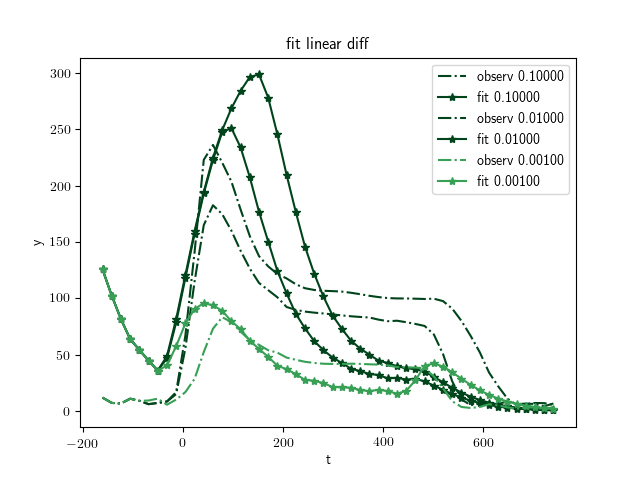 fit linear diff
y
300
250
200
150
100
50
0
observ 0.10000
fit 0.10000
observ 0.01000
fit 0.01000
observ 0.00100
fit 0.00100
−200 0 200 400 600
t